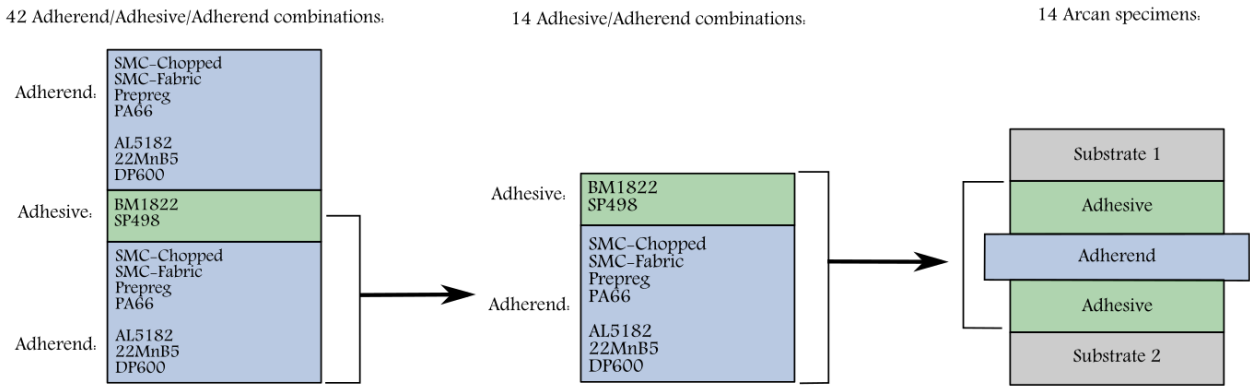 42 Adherend/Adhesive/Adherend combinations:
Adherend:
SMC-Chopped
SMC-Fabric
Prepreg
PA66
AL5182
22MnB5
DP600
Adhesive:
BM1822
SP498
SMC-Chopped
SMC-Fabric
Prepreg
PA66
Adherend:
AL5182
22MnB5
DP600
14 Adhesive/Adherend combinations:
Adhesive:
BM1822
SP498
SMC-Chopped
SMC-Fabric
Prepreg
PA66
Adherend:
AL5182
22MnB5
DP600
14 Arcan specimens:
Substrate 1
Adhesive
Adherend
Adhesive
Substrate 2